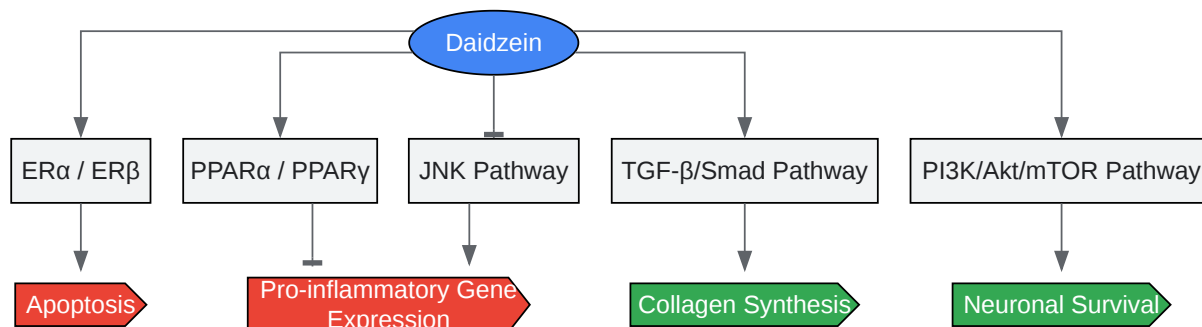 Daidzein
ERα / ERβ
PPARα / PPARγ
JNK Pathway
TGF-β/Smad Pathway
PI3K/Akt/mTOR Pathway
Apoptosis
Pro-inflammatory Gene
Expression
Collagen Synthesis
Neuronal Survival